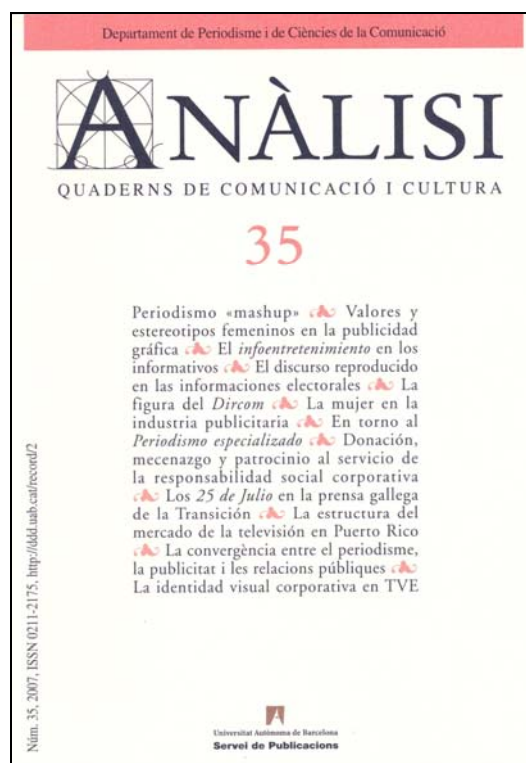 Departament de Periodisme i de Ciències de la Comunicació
ANÀLISI
QUADERNS DE COMUNICACIÓ I CULTURA
35
Periodismo «mashup» Valores y
estereotipos femeninos en la publicidad
gráfica El infoentretenimiento en los
informativos El discurso reproducido
en las informaciones electorales La
figura del Dircom La mujer en la
industria publicitaria En torno al
Periodismo especializado Donación,
mecenazgo y patrocinio al servicio de
la responsabilidad social corporativa
Los 25 de Julio en la prensa gallega
de la Transición La estructura del
mercado de la televisión en Puerto Rico
La convergència entre el periodisme,
la publicitat i les relacions públiques
La identidad visual corporativa en TVE
Núm. 35, 2007, ISSN 0211-2175, http://ddd.uab.cat/record/2
Universitat Autònoma de Barcelona
Servei de Publicacions